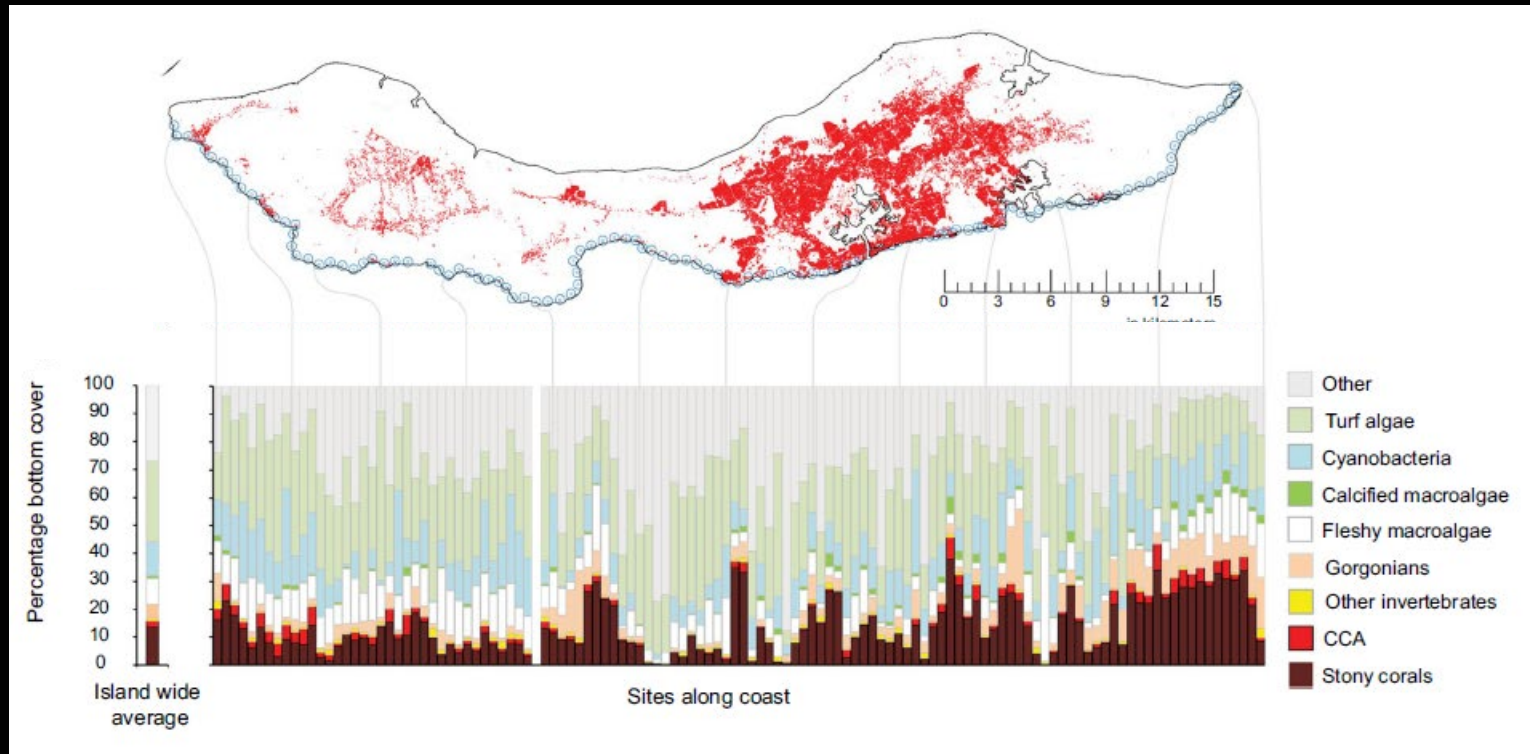 0 3 6 9 12 15
in kilometers
Percentage bottom cover
100
90
80
70
60
50
40
30
20
10
0
Island wide
average
Sites along coast
Other
Turf algae
Cyanobacteria
Calcified macroalgae
Fleshy macroalgae
Gorgonians
Other invertebrates
CCA
Stony corals